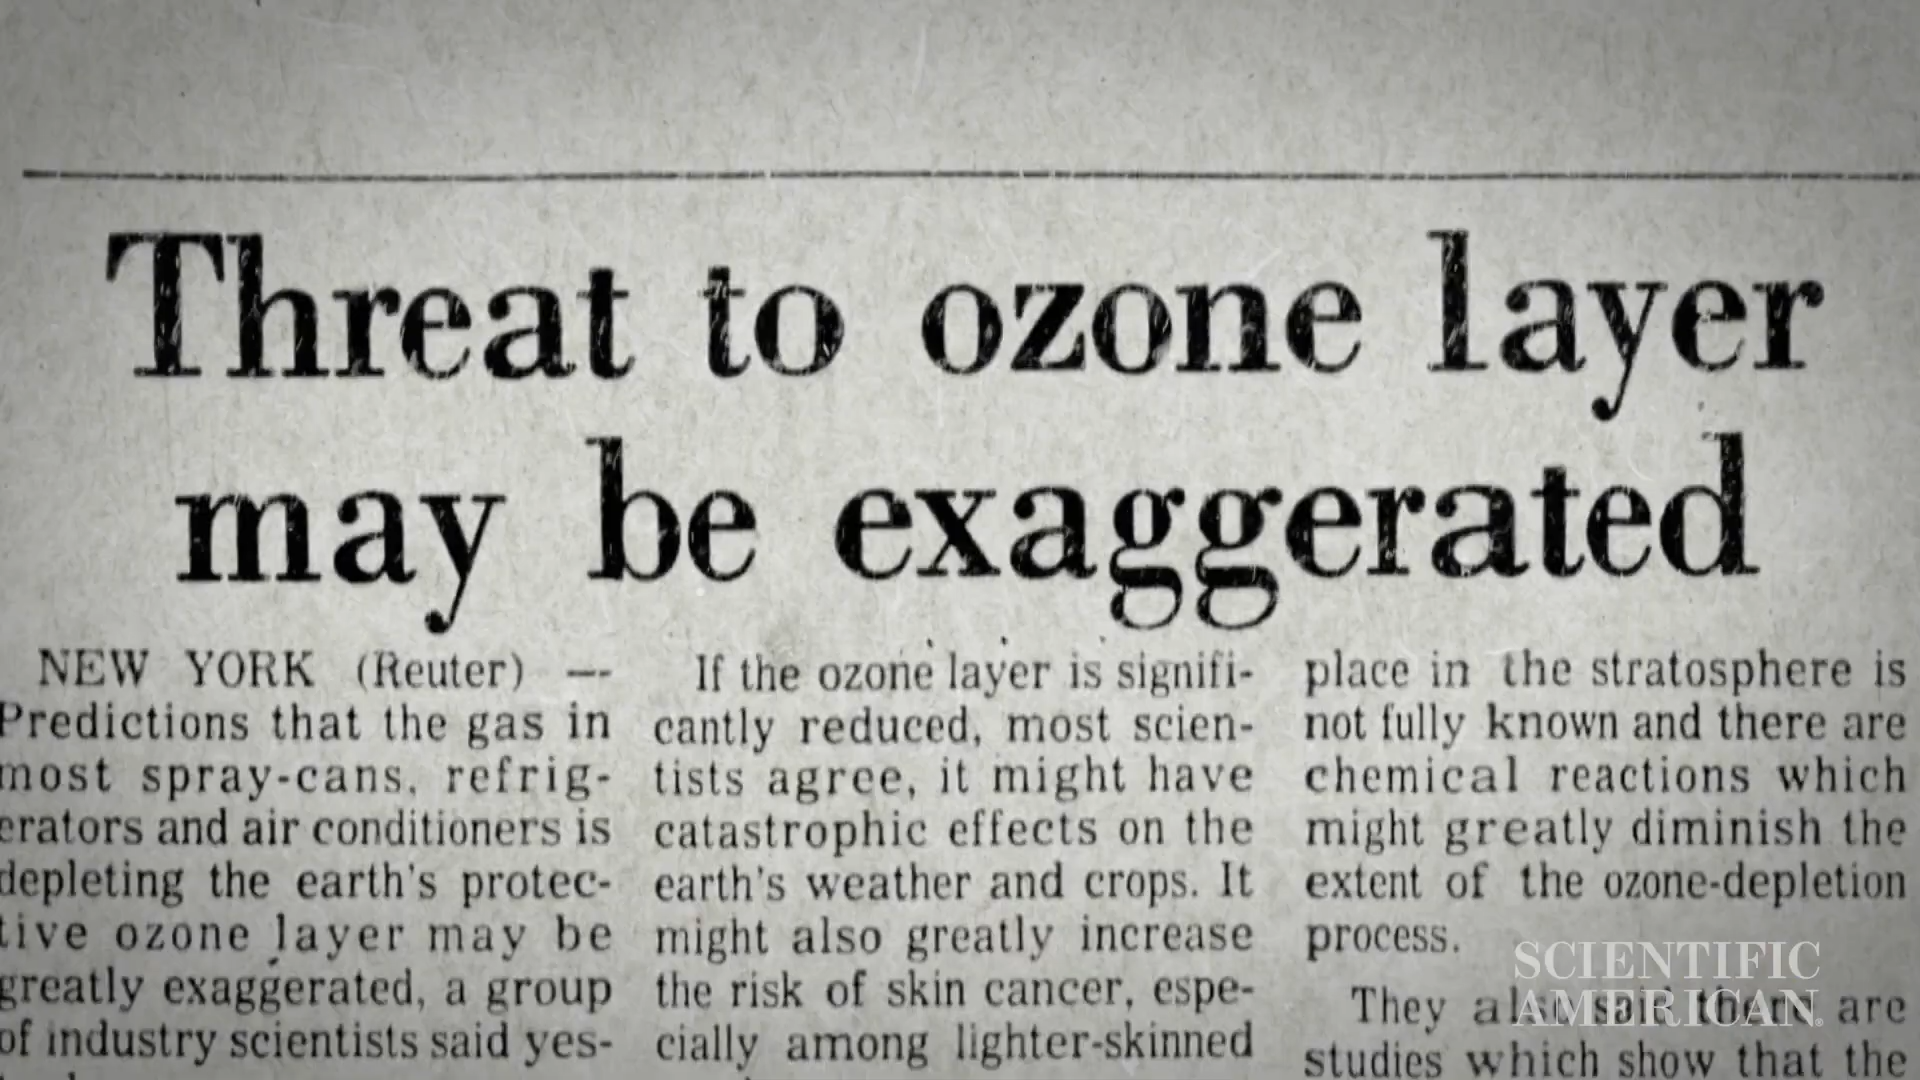 Threat to ozone layer
may be exaggerated
NEW YORK (Reuter) —
Predictions that the gas in
most spray-cans, refrig-
erators and air conditioners is
depleting the earth's protec-
tive ozone layer may be
greatly exaggerated, a group
of industry scientists said yes-
If the ozone layer is signifi-
cantly reduced, most scien-
tists agree, it might have
catastrophic effects on the
earth's weather and crops. It
might also greatly increase
the risk of skin cancer, espe-
cially among lighter-skinned
place in the stratosphere is
not fully known and there are
chemical reactions which
might greatly diminish the
extent of the ozone-depletion
process.
They also said there are
studies which show that the
SCIENTIFIC
AMERICAN®